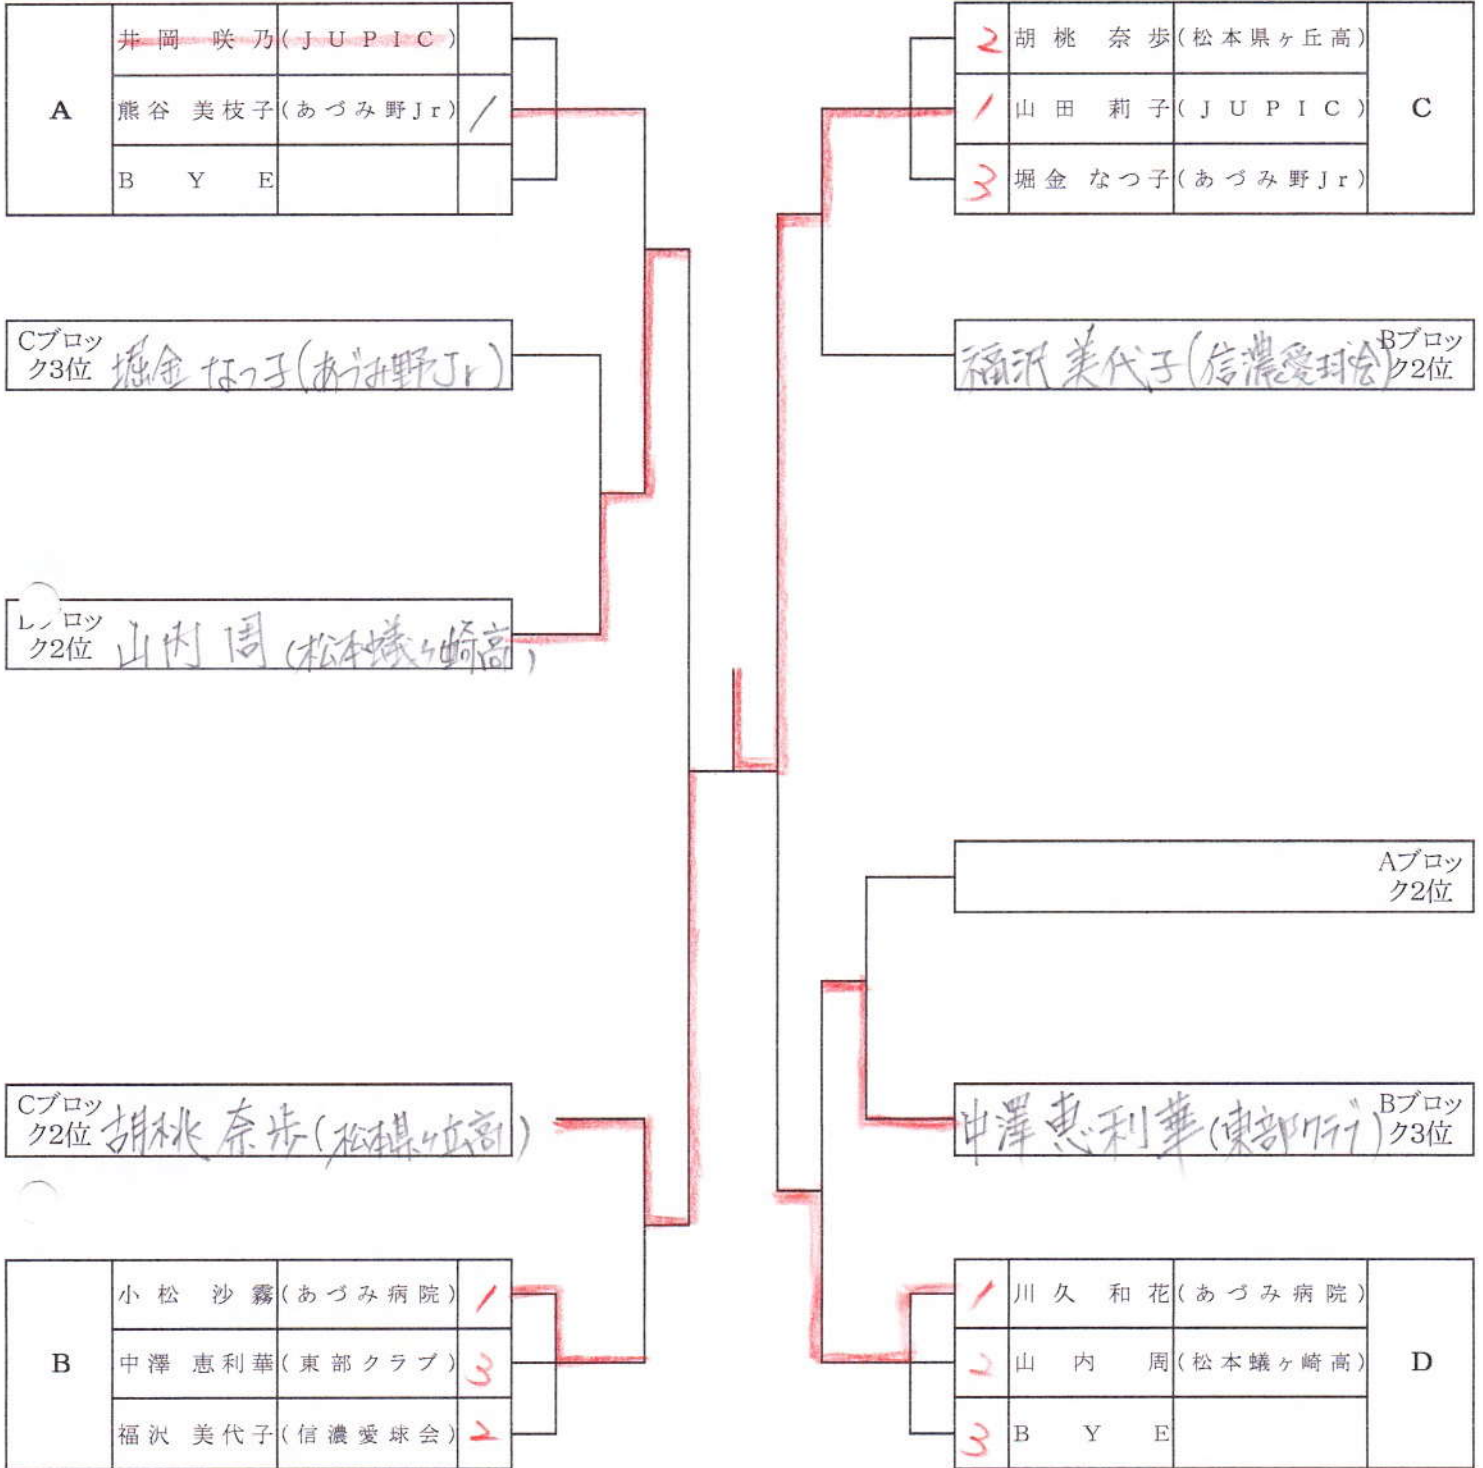 井岡 咲乃 (JUPIC)
A 熊谷 美枝子 (あづみ野Jr) 1
BYE
2 胡桃 奈歩 (松本県ヶ丘高)
1 山田 莉子 (JUPIC) C
3 堀金 なつ子 (あづみ野Jr)
Cブロッ
ク3位 堀金 なつ子(あづみ野Jr)
福沢 美代子(信濃愛球会) Bブロッ
ク2位
ロッ
ク2位 山内 周 (松本蟻ヶ崎高)
Aブロッ
ク2位
Cブロッ
ク2位 胡桃 奈歩(松本県ヶ丘高)
中澤 恵利華(東部クラブ) Bブロッ
ク3位
小松 沙霧 (あづみ病院) 1
B 中澤 恵利華 (東部クラブ) 3
福沢 美代子 (信濃愛球会) 2
1 川久 和花 (あづみ病院)
2 山内 周 (松本蟻ヶ崎高) D
3 BYE